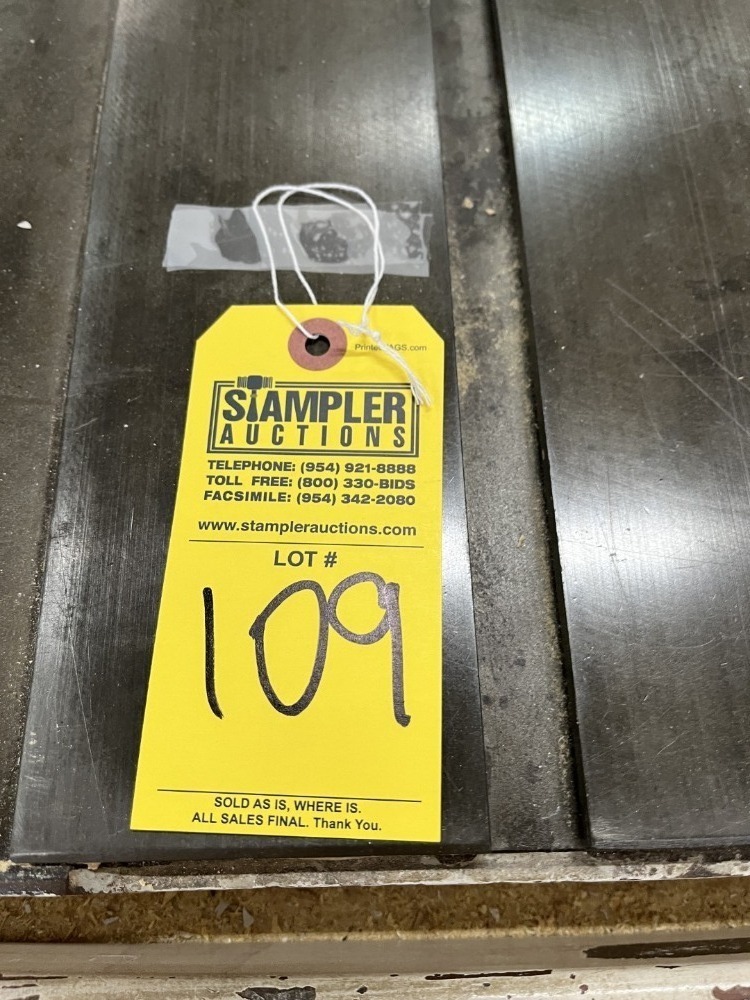 PrintedTAGS.com
STAMPLER
AUCTIONS
TELEPHONE: (954) 921-8888
TOLL FREE: (800) 330-BIDS
FACSIMILE: (954) 342-2080
www.stamplerauctions.com
LOT #
109
SOLD AS IS, WHERE IS.
ALL SALES FINAL. Thank You.